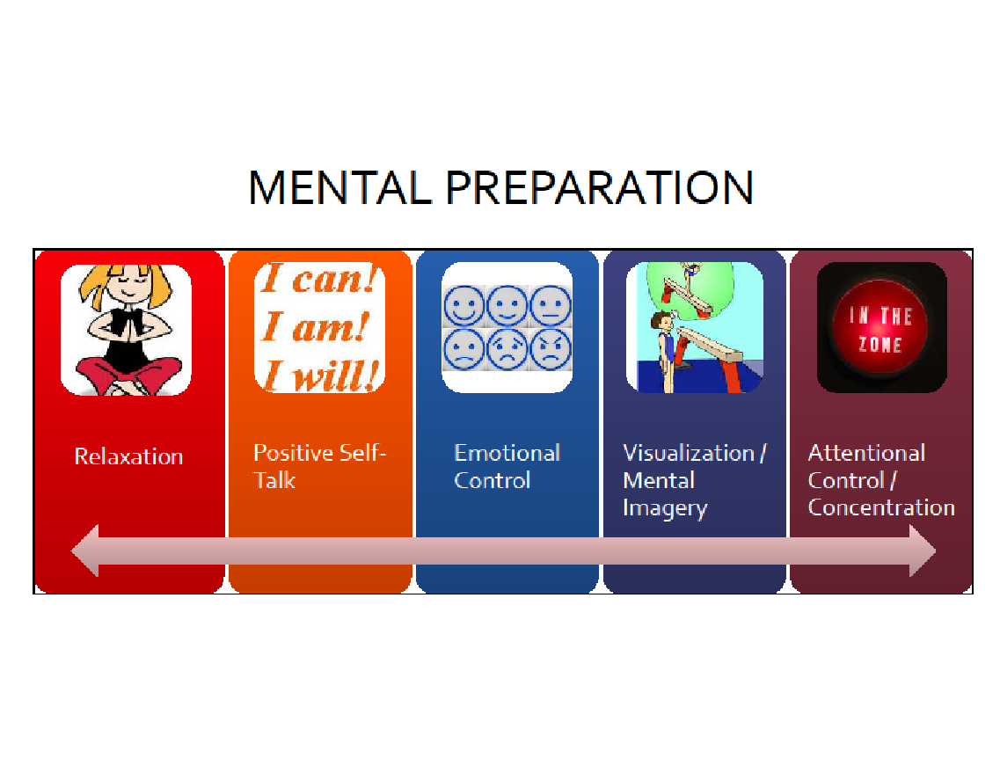 MENTAL PREPARATION
I can!
I am!
I will!
IN THE
ZONE
Relaxation
Positive Self-
Talk
Emotional
Control
Visualization /
Mental
Imagery
Attentional
Control /
Concentration